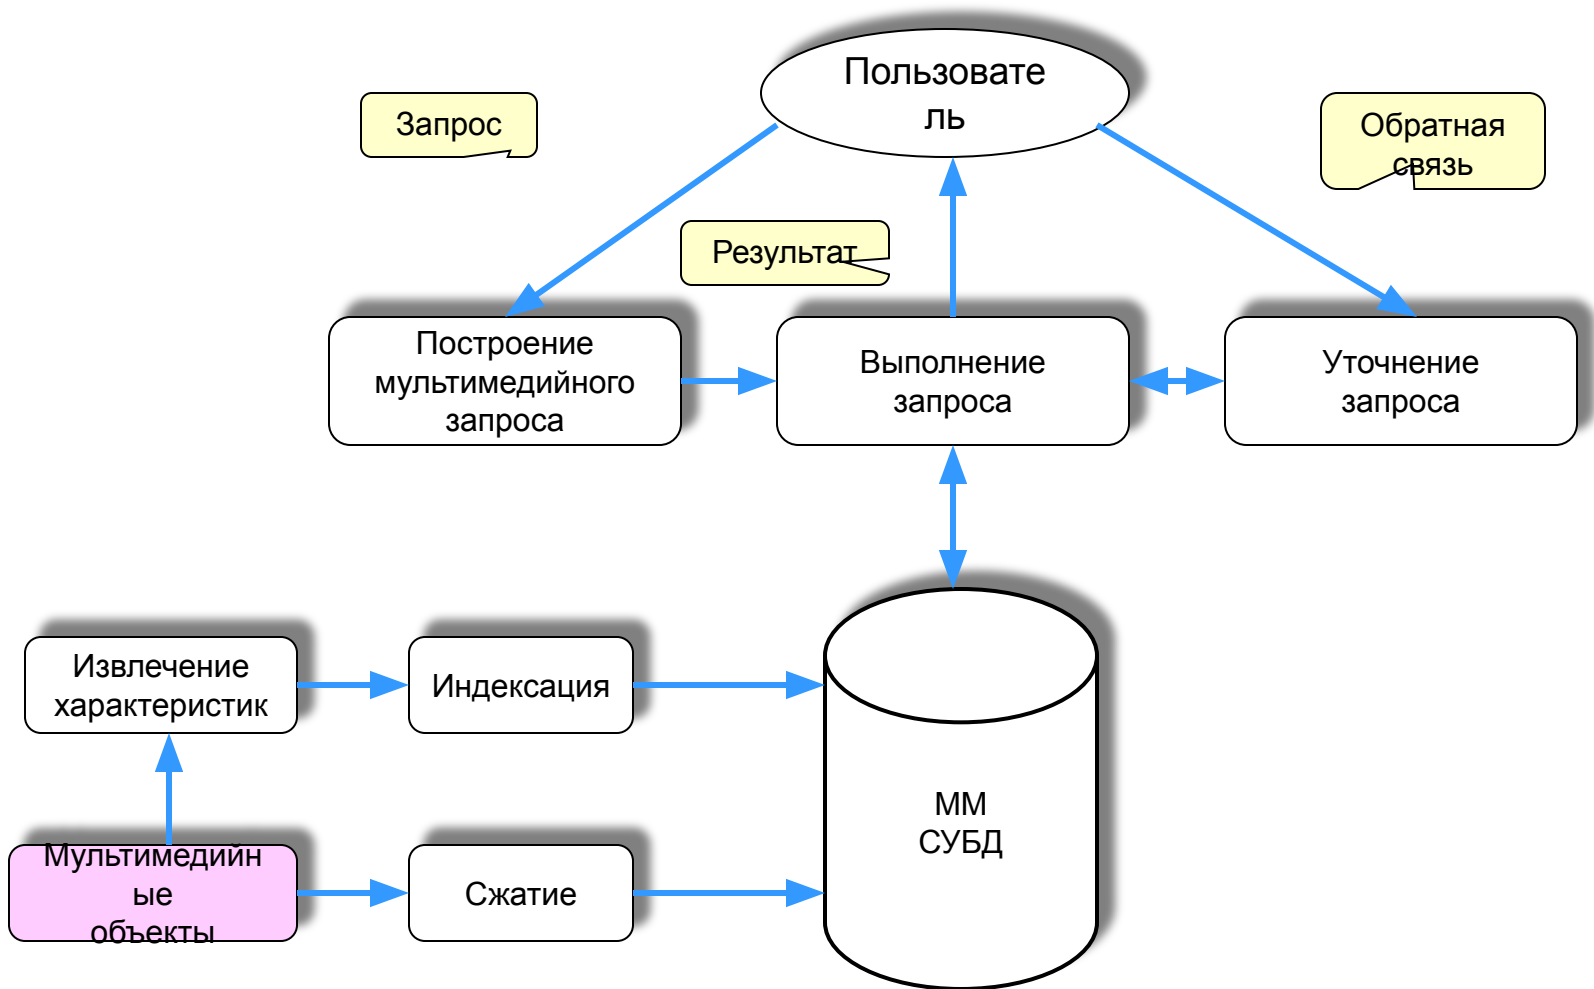 Пользовате
ль
Запрос
Обратная
связь
Результат
Построение
мультимедийного
запроса
Выполнение
запроса
Уточнение
запроса
Извлечение
характеристик
Индексация
ММ
СУБД
Мультимедийн
ые
объекты
Сжатие